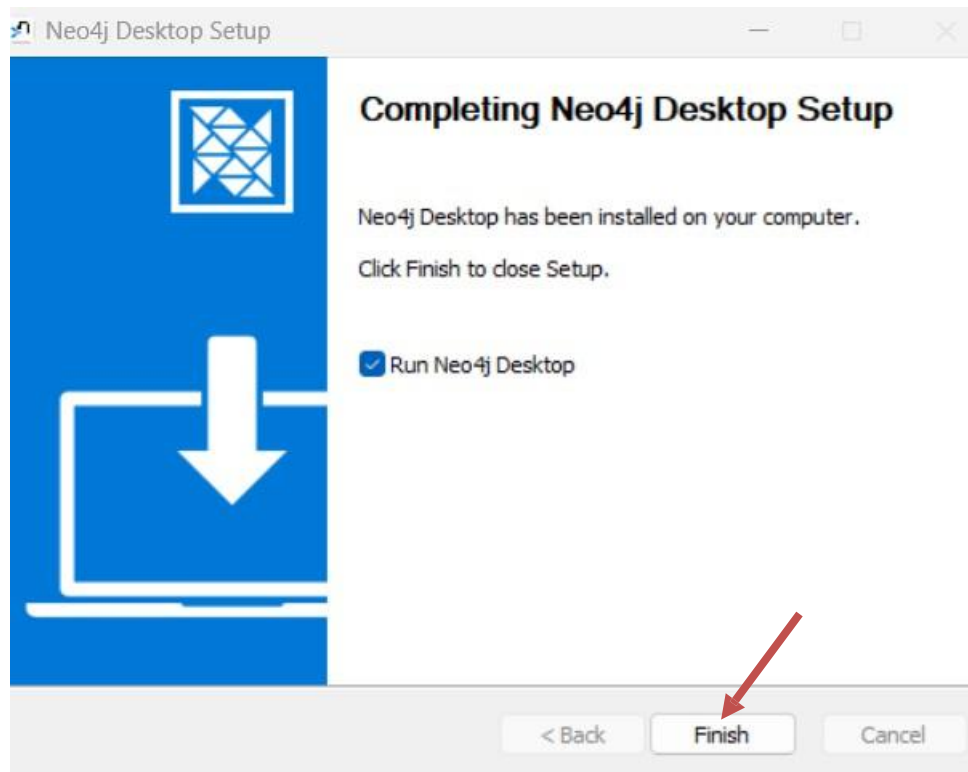 Neo4j Desktop Setup
Completing Neo4j Desktop Setup
Neo4j Desktop has been installed on your computer.
Click Finish to close Setup.
Run Neo4j Desktop
< Back
Finish
Cancel